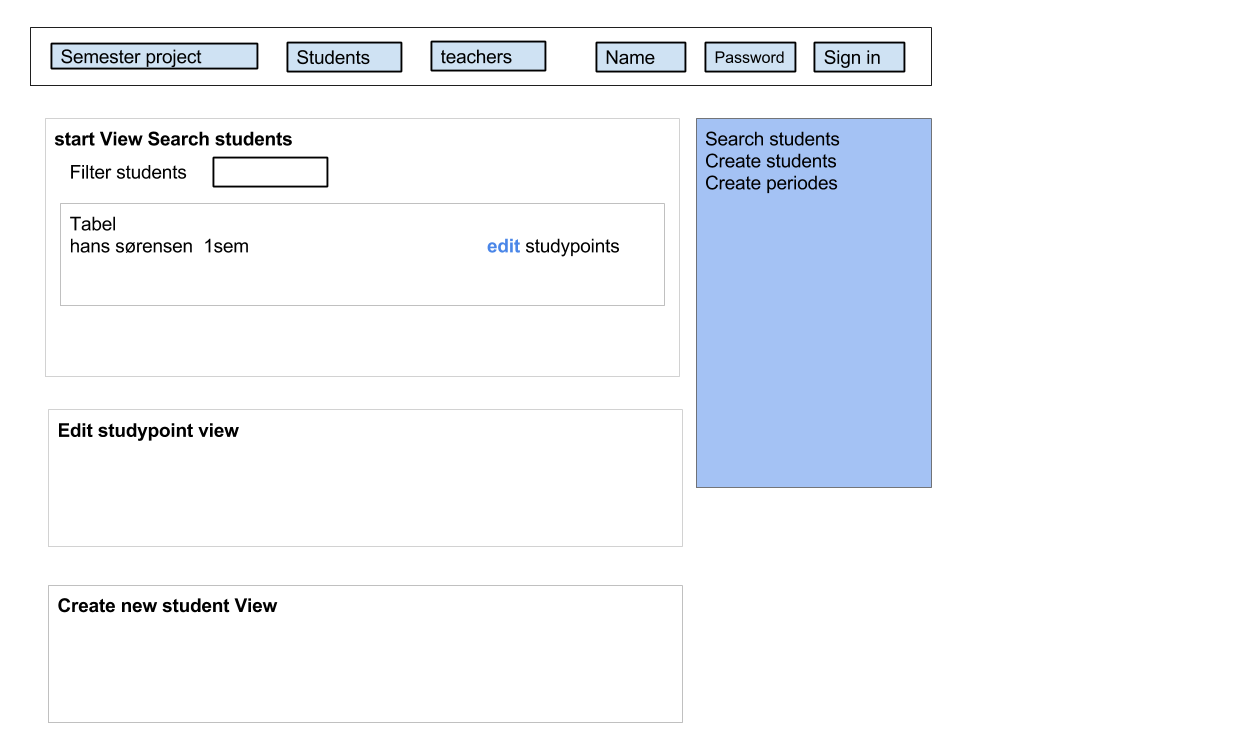 Semester project Students teachers Name Password Sign in
start View Search students
Filter students
Tabel
hans sørensen 1sem edit studypoints
Search students
Create students
Create periodes
Edit studypoint view
Create new student View